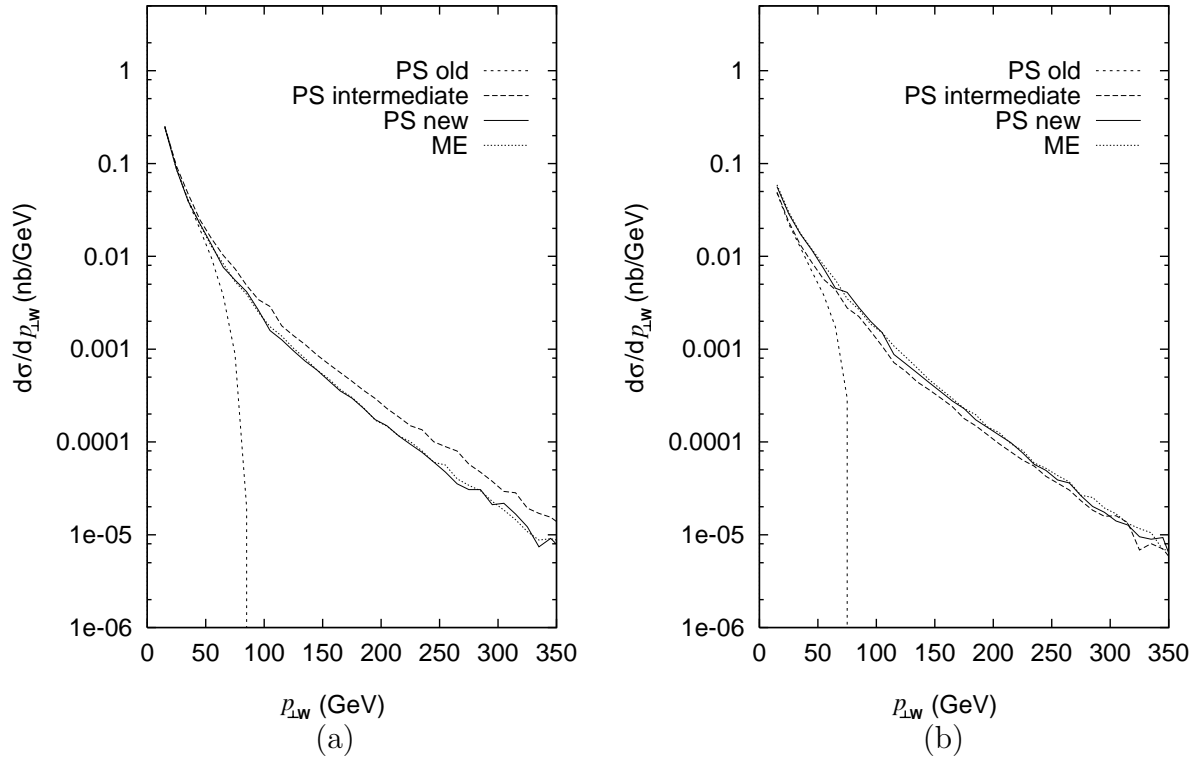 dσ/dp⊥W (nb/GeV)
1
0.1
0.01
0.001
0.0001
1e-05
1e-06
0 50 100 150 200 250 300 350
p⊥W (GeV)
PS old
PS intermediate
PS new
ME
(a)
dσ/dp⊥W (nb/GeV)
1
0.1
0.01
0.001
0.0001
1e-05
1e-06
0 50 100 150 200 250 300 350
p⊥W (GeV)
PS old
PS intermediate
PS new
ME
(b)